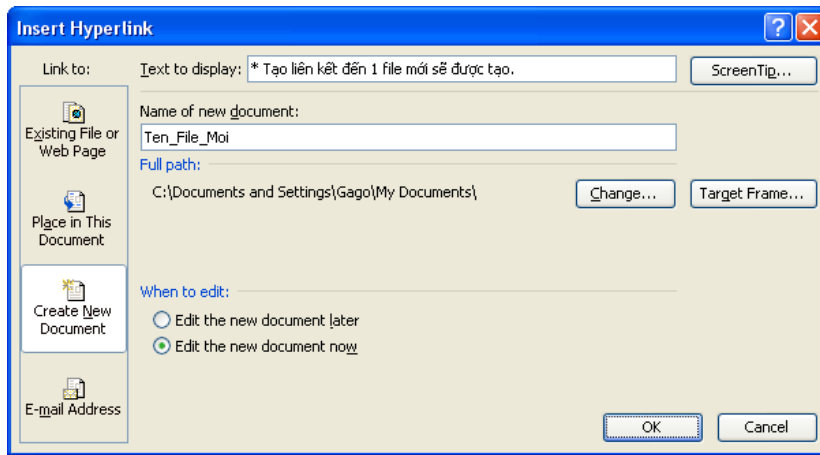 Insert Hyperlink
Link to:
Text to display: * Tạo liên kết đến 1 file mới sẽ được tạo.
ScreenTip...
Existing File or
Web Page
Place in This
Document
Create New
Document
E-mail Address
Name of new document:
Ten_File_Moi
Full path:
C:\Documents and Settings\Gago\My Documents\
Change...
Target Frame...
When to edit:
Edit the new document later
Edit the new document now
OK
Cancel